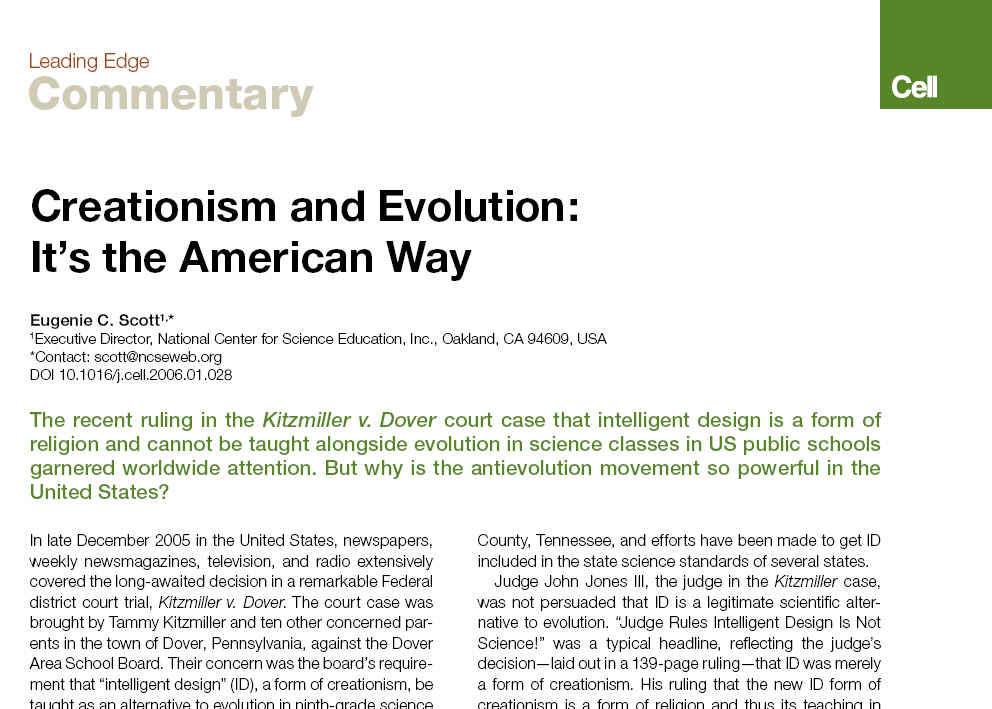 Leading Edge
Commentary
Cell
Creationism and Evolution:
It's the American Way
Eugenie C. Scott¹,*
¹Executive Director, National Center for Science Education, Inc., Oakland, CA 94609, USA
*Contact: scott@ncseweb.org
DOI 10.1016/j.cell.2006.01.028
The recent ruling in the Kitzmiller v. Dover court case that intelligent design is a form of
religion and cannot be taught alongside evolution in science classes in US public schools
garnered worldwide attention. But why is the antievolution movement so powerful in the
United States?
In late December 2005 in the United States, newspapers,
weekly newsmagazines, television, and radio extensively
covered the long-awaited decision in a remarkable Federal
district court trial, Kitzmiller v. Dover. The court case was
brought by Tammy Kitzmiller and ten other concerned par-
ents in the town of Dover, Pennsylvania, against the Dover
Area School Board. Their concern was the board's require-
ment that “intelligent design” (ID), a form of creationism, be
taught as an alternative to evolution in ninth-grade science
County, Tennessee, and efforts have been made to get ID
included in the state science standards of several states.
Judge John Jones III, the judge in the Kitzmiller case,
was not persuaded that ID is a legitimate scientific alter-
native to evolution. “Judge Rules Intelligent Design Is Not
Science!” was a typical headline, reflecting the judge's
decision—laid out in a 139-page ruling—that ID was merely
a form of creationism. His ruling that the new ID form of
creationism is a form of religion and thus its teaching in